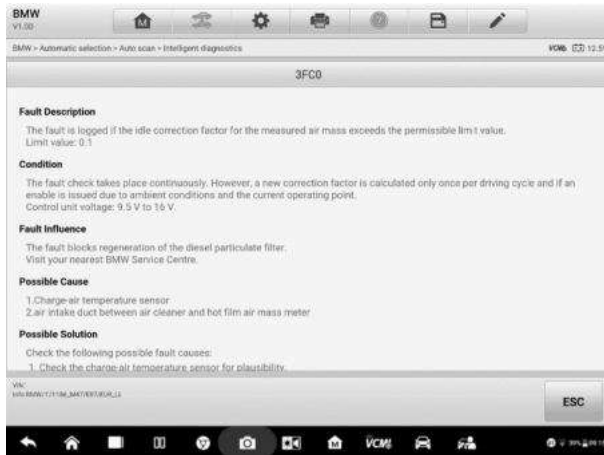 BMW
V1.00
BMW > Automatic selection > Auto scan > Intelligent diagnostics
VCMI
3FC0
Fault Description
The fault is logged if the idle correction factor for the measured air mass exceeds the permissible limit value.
Limit value: 0.1
Condition
The fault check takes place continuously. However, a new correction factor is calculated only once per driving cycle and if an
enable is issued due to ambient conditions and the current operating point.
Control unit voltage: 9.5 V to 16 V.
Fault Influence
The fault blocks regeneration of the diesel particulate filter.
Visit your nearest BMW Service Centre.
Possible Cause
1.Charge-air temperature sensor
2.air intake duct between air cleaner and hot film air mass meter
Possible Solution
Check the following possible fault causes:
1. Check the charge-air temperature sensor for plausibility.
VIN:
ESC
VCMI